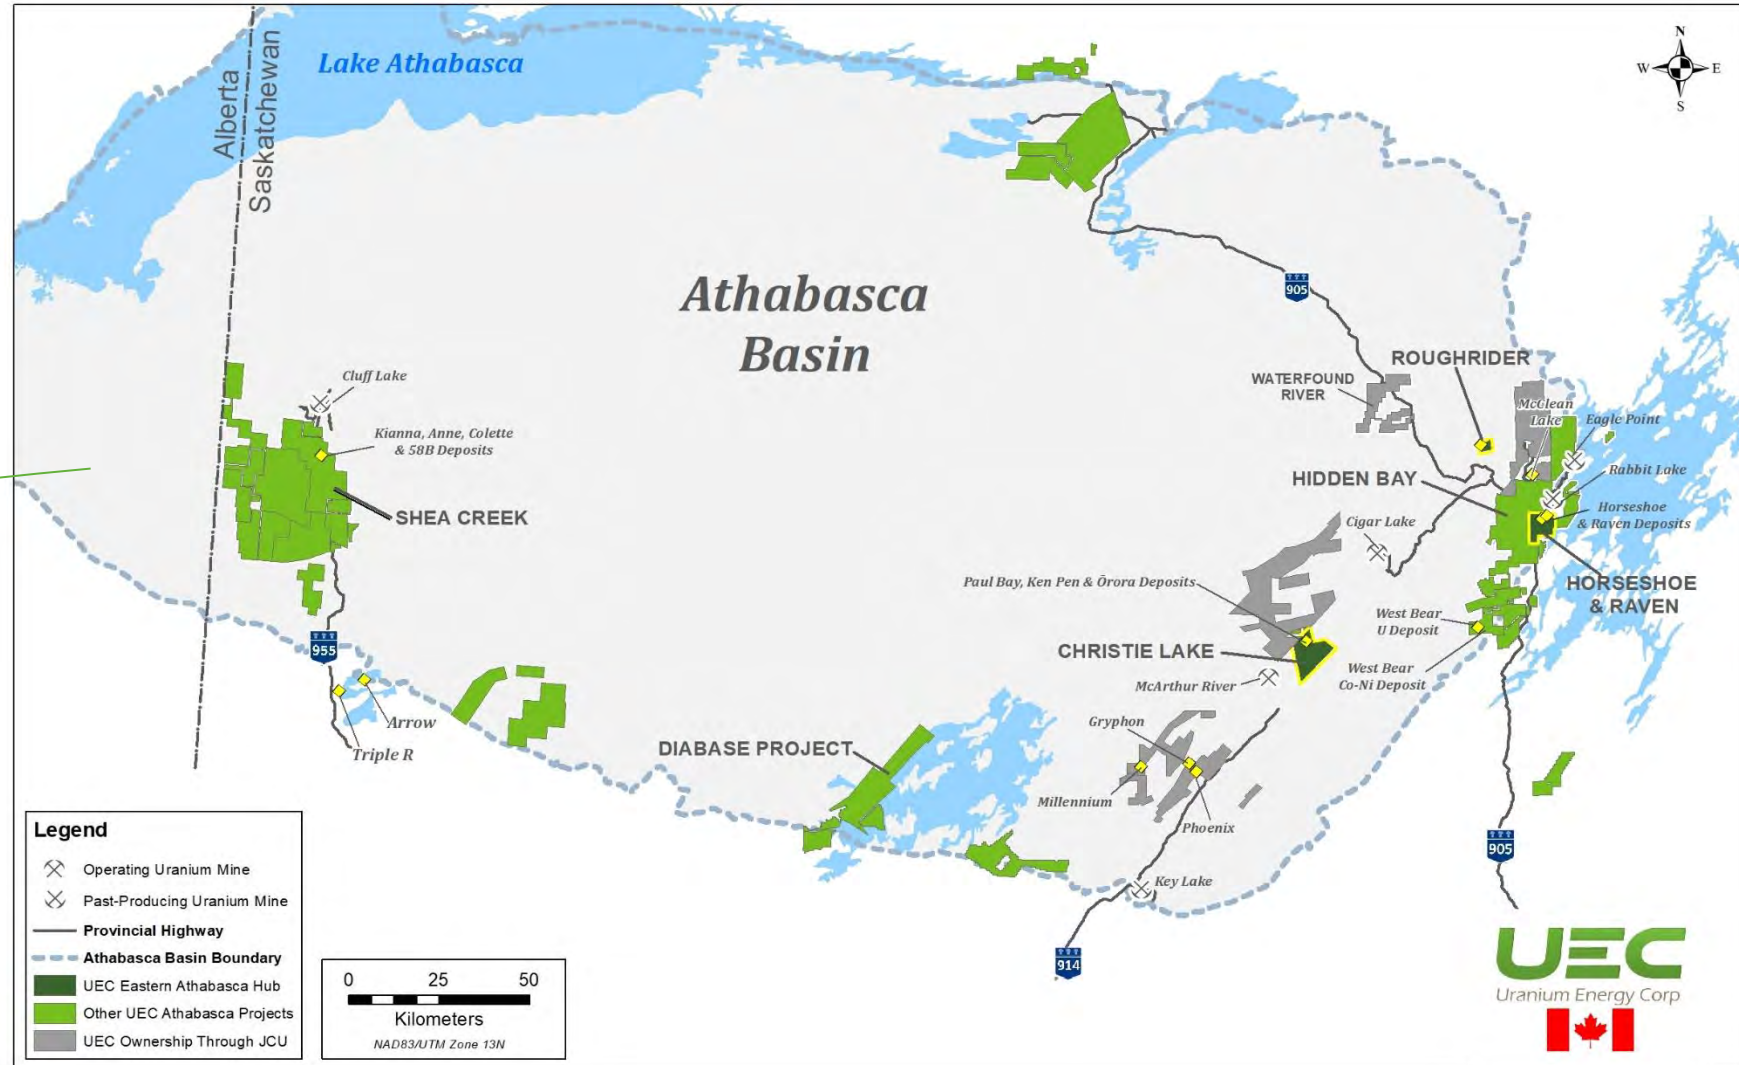 Alberta
Saskatchewan
Lake Athabasca
N
W
E
S
Athabasca
Basin
905
Cluff Lake
Kianna, Anne, Colette
& 58B Deposits
SHEA CREEK
955
Arrow
Triple R
ROUGHRIDER
WATERFOUND
RIVER
McClean
Lake
Eagle Point
Rabbit Lake
HIDDEN BAY
Horseshoe
& Raven Deposits
Cigar Lake
HORSESHOE
& RAVEN
Paul Bay, Ken Pen & Ōrora Deposits
West Bear
U Deposit
CHRISTIE LAKE
West Bear
Co-Ni Deposit
McArthur River
Gryphon
DIABASE PROJECT
Millennium
Phoenix
905
Key Lake
914
Legend
Operating Uranium Mine
Past-Producing Uranium Mine
Provincial Highway
Athabasca Basin Boundary
UEC Eastern Athabasca Hub
Other UEC Athabasca Projects
UEC Ownership Through JCU
0 25 50
Kilometers
NAD83/UTM Zone 13N
UEC
Uranium Energy Corp